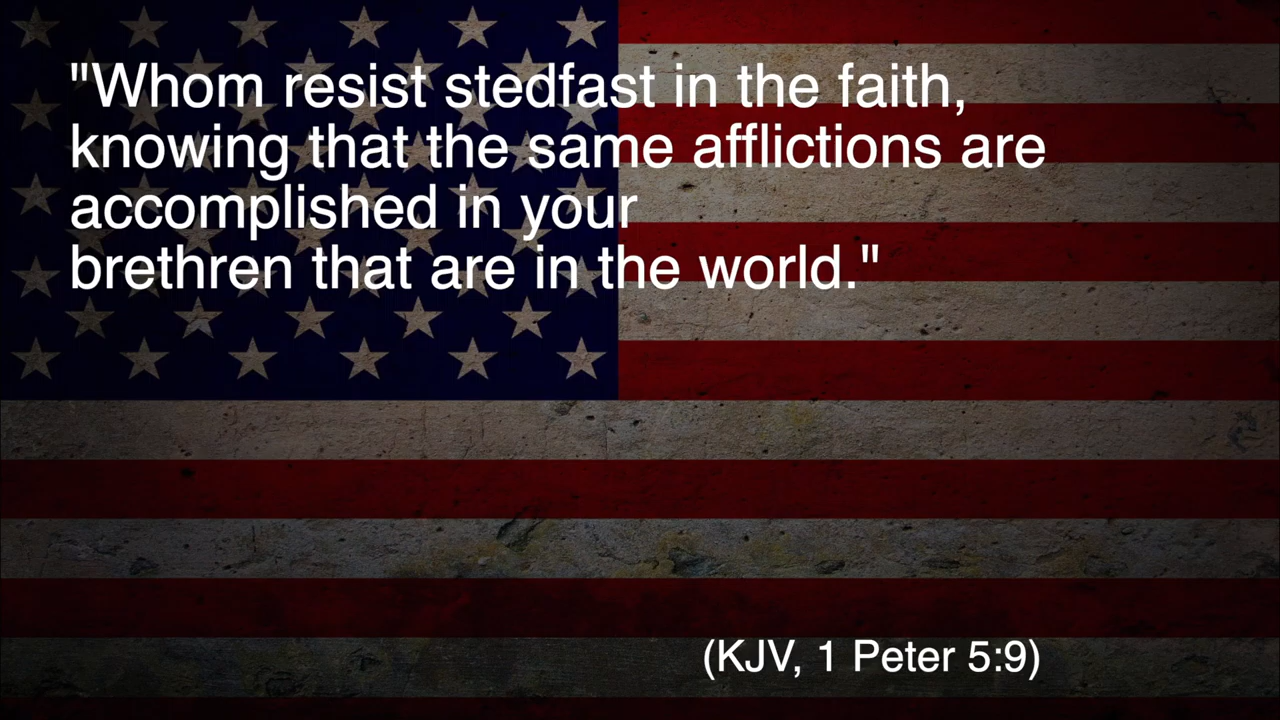 "Whom resist stedfast in the faith,
knowing that the same afflictions are
accomplished in your
brethren that are in the world."
(KJV, 1 Peter 5:9)